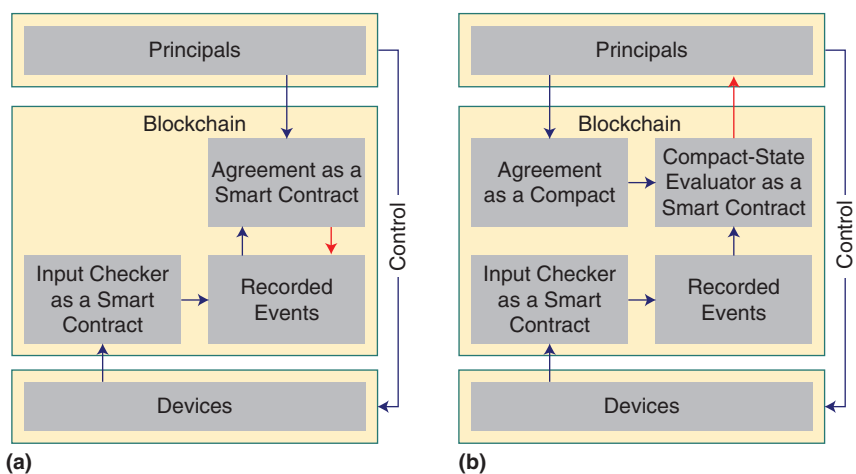 Principals
Blockchain
Agreement as a
Smart Contract
Input Checker
as a Smart
Contract
Recorded
Events
Devices
Control
(a)
Principals
Blockchain
Agreement
as a Compact
Compact-State
Evaluator as a
Smart Contract
Input Checker
as a Smart
Contract
Recorded
Events
Devices
Control
(b)